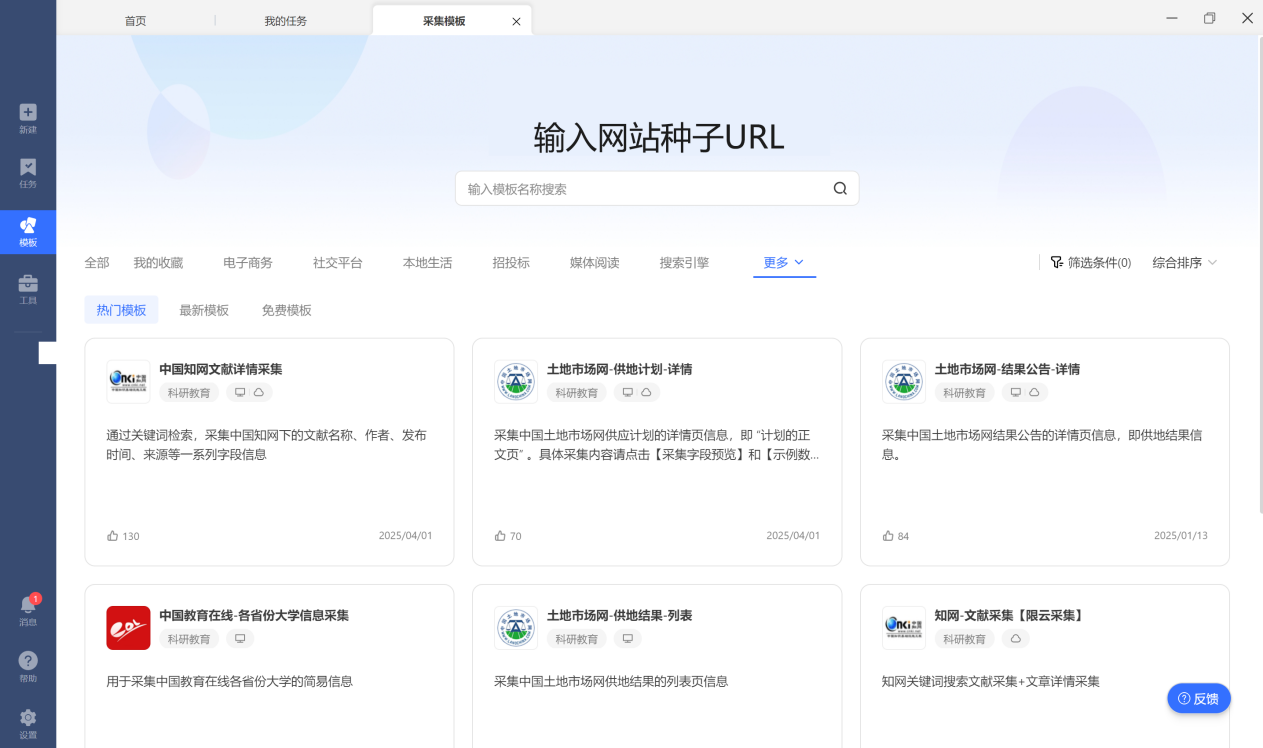 首页
我的任务
采集模板
新建
任务
模板
工具
消息
1
帮助
设置
输入网站种子URL
输入模板名称搜索
全部
我的收藏
电子商务
社交平台
本地生活
招投标
媒体阅读
搜索引擎
更多
筛选条件(0)
综合排序
热门模板
最新模板
免费模板
中国知网文献详情采集
科研教育
通过关键词检索，采集中国知网下的文献名称、作者、发布
时间、来源等一系列字段信息
130
2025/04/01
土地市场网-供地计划-详情
科研教育
采集中国土地市场网供应计划的详情页信息，即 “计划的正
文页” 。具体采集内容请点击【采集字段预览】和【示例数...
70
2025/04/01
土地市场网-结果公告-详情
科研教育
采集中国土地市场网结果公告的详情页信息，即供地结果信
息。
84
2025/01/13
中国教育在线-各省份大学信息采集
科研教育
用于采集中国教育在线各省份大学的简易信息
土地市场网-供地结果-列表
科研教育
采集中国土地市场网供地结果的列表页信息
知网-文献采集【限云采集】
科研教育
知网关键词搜索文献采集+文章详情采集
反馈